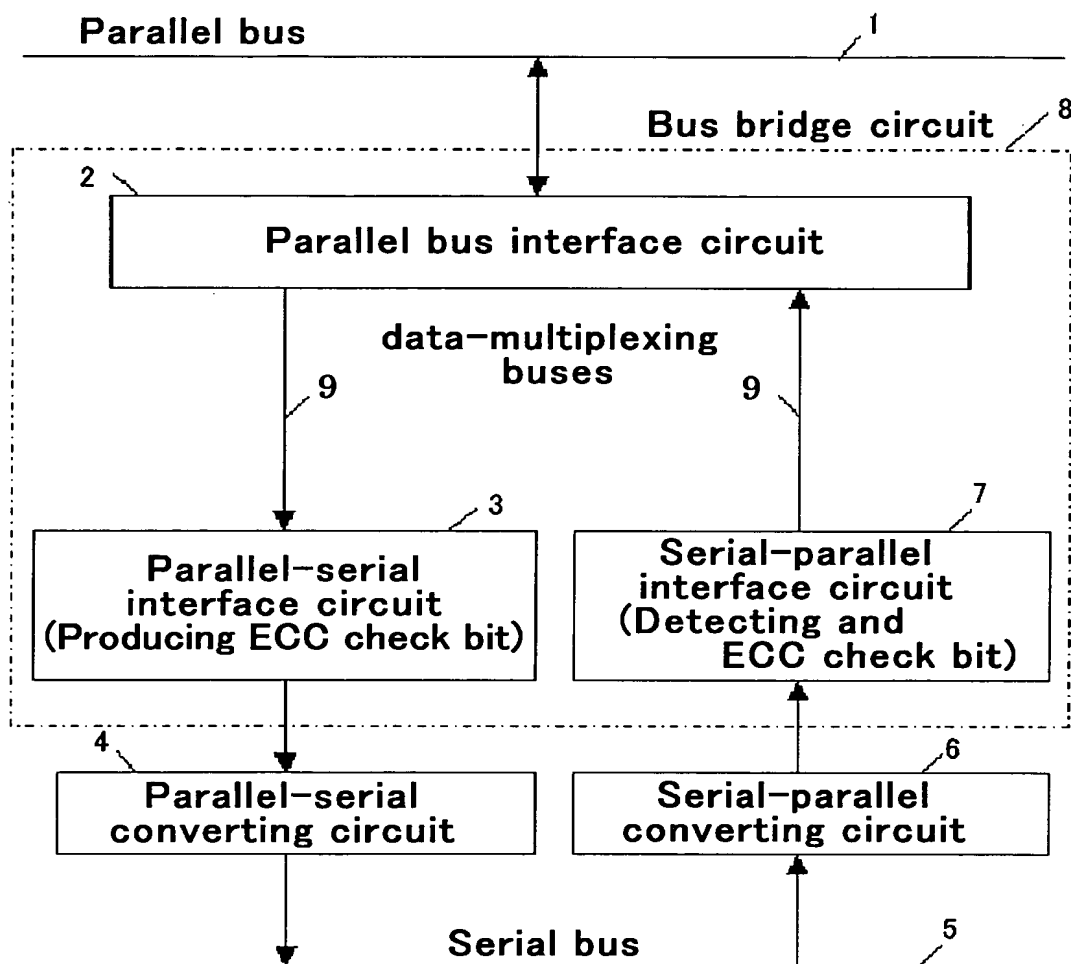 Parallel bus
1
Bus bridge circuit
8
2
Parallel bus interface circuit
data-multiplexing
buses
9
9
3
Parallel-serial
interface circuit
(Producing ECC check bit)
7
Serial-parallel
interface circuit
(Detecting and
ECC check bit)
4
Parallel-serial
converting circuit
6
Serial-parallel
converting circuit
Serial bus
5